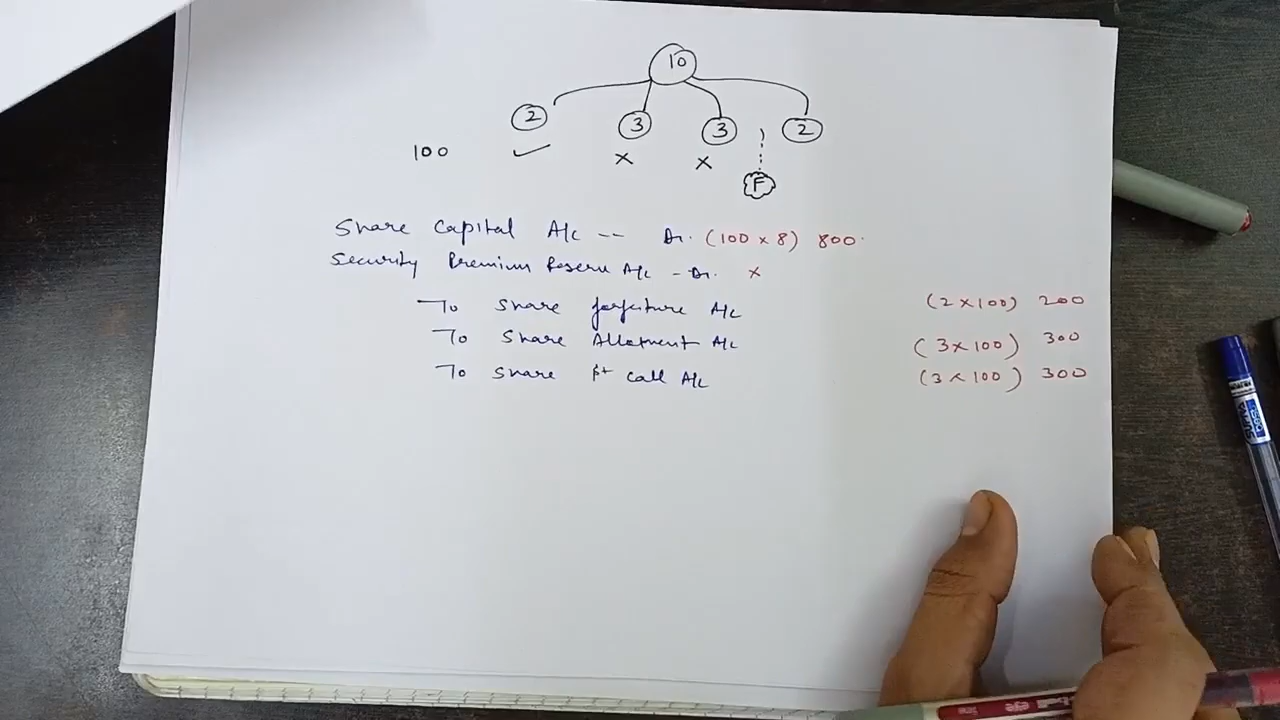 10
2 3 3 2
100 ✓ x x
F
Share Capital A/c -- Dr. (100 x 8) 800.
Security Premium Reserve A/c - Dr. x
To Share forfeiture A/c (2 x 100) 200
To Share Allotment A/c (3 x 100) 300
To Share Ist call A/c (3 x 100) 300